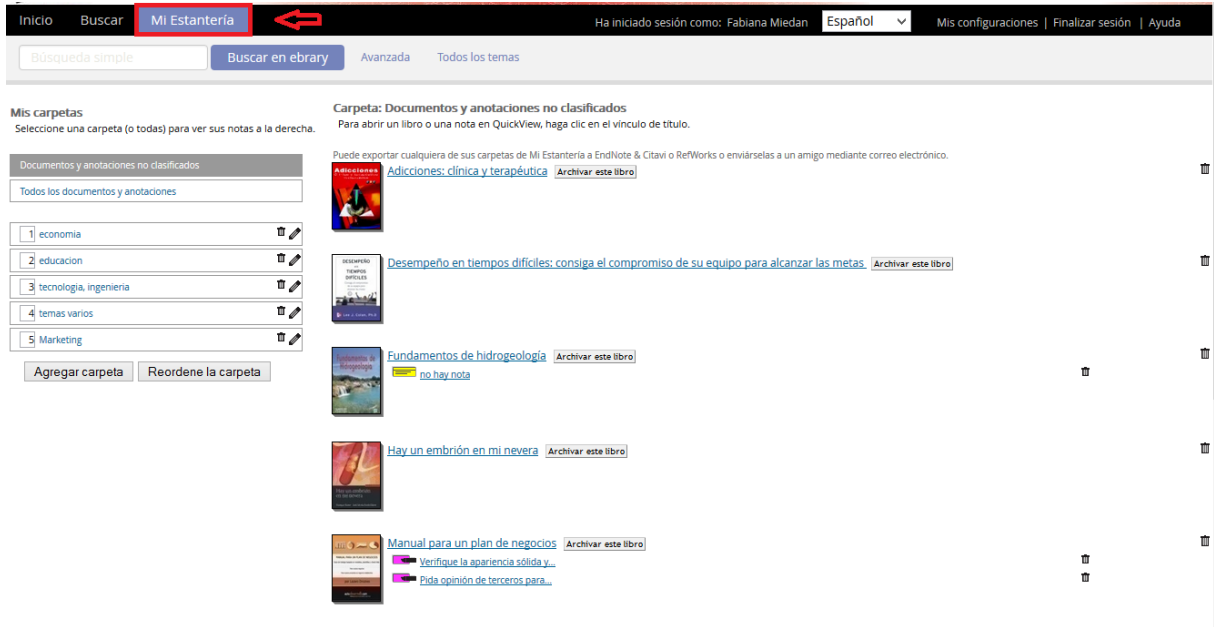 Inicio Buscar Mi Estantería Ha iniciado sesión como: Fabiana Miedan Español Mis configuraciones | Finalizar sesión | Ayuda
Búsqueda simple Buscar en ebrary Avanzada Todos los temas
Mis carpetas
Seleccione una carpeta (o todas) para ver sus notas a la derecha.
Documentos y anotaciones no clasificados
Todos los documentos y anotaciones
1 economia
2 educacion
3 tecnologia, ingenieria
4 temas varios
5 Marketing
Agregar carpeta Reordene la carpeta
Carpeta: Documentos y anotaciones no clasificados
Para abrir un libro o una nota en QuickView, haga clic en el vínculo de título.
Puede exportar cualquiera de sus carpetas de Mi Estantería a EndNote & Citavi o RefWorks o enviárselas a un amigo mediante correo electrónico.
Adicciones
Adicciones: clínica y terapéutica Archivar este libro
DESEMPEÑO
TIEMPOS
DIFÍCILES
Desempeño en tiempos difíciles: consiga el compromiso de su equipo para alcanzar las metas Archivar este libro
Fundamentos de
Hidrogeología
Fundamentos de hidrogeología Archivar este libro
no hay nota
Hay un embrión en mi nevera Archivar este libro
Manual para un plan de negocios Archivar este libro
Verifique la apariencia sólida y...
Pida opinión de terceros para...